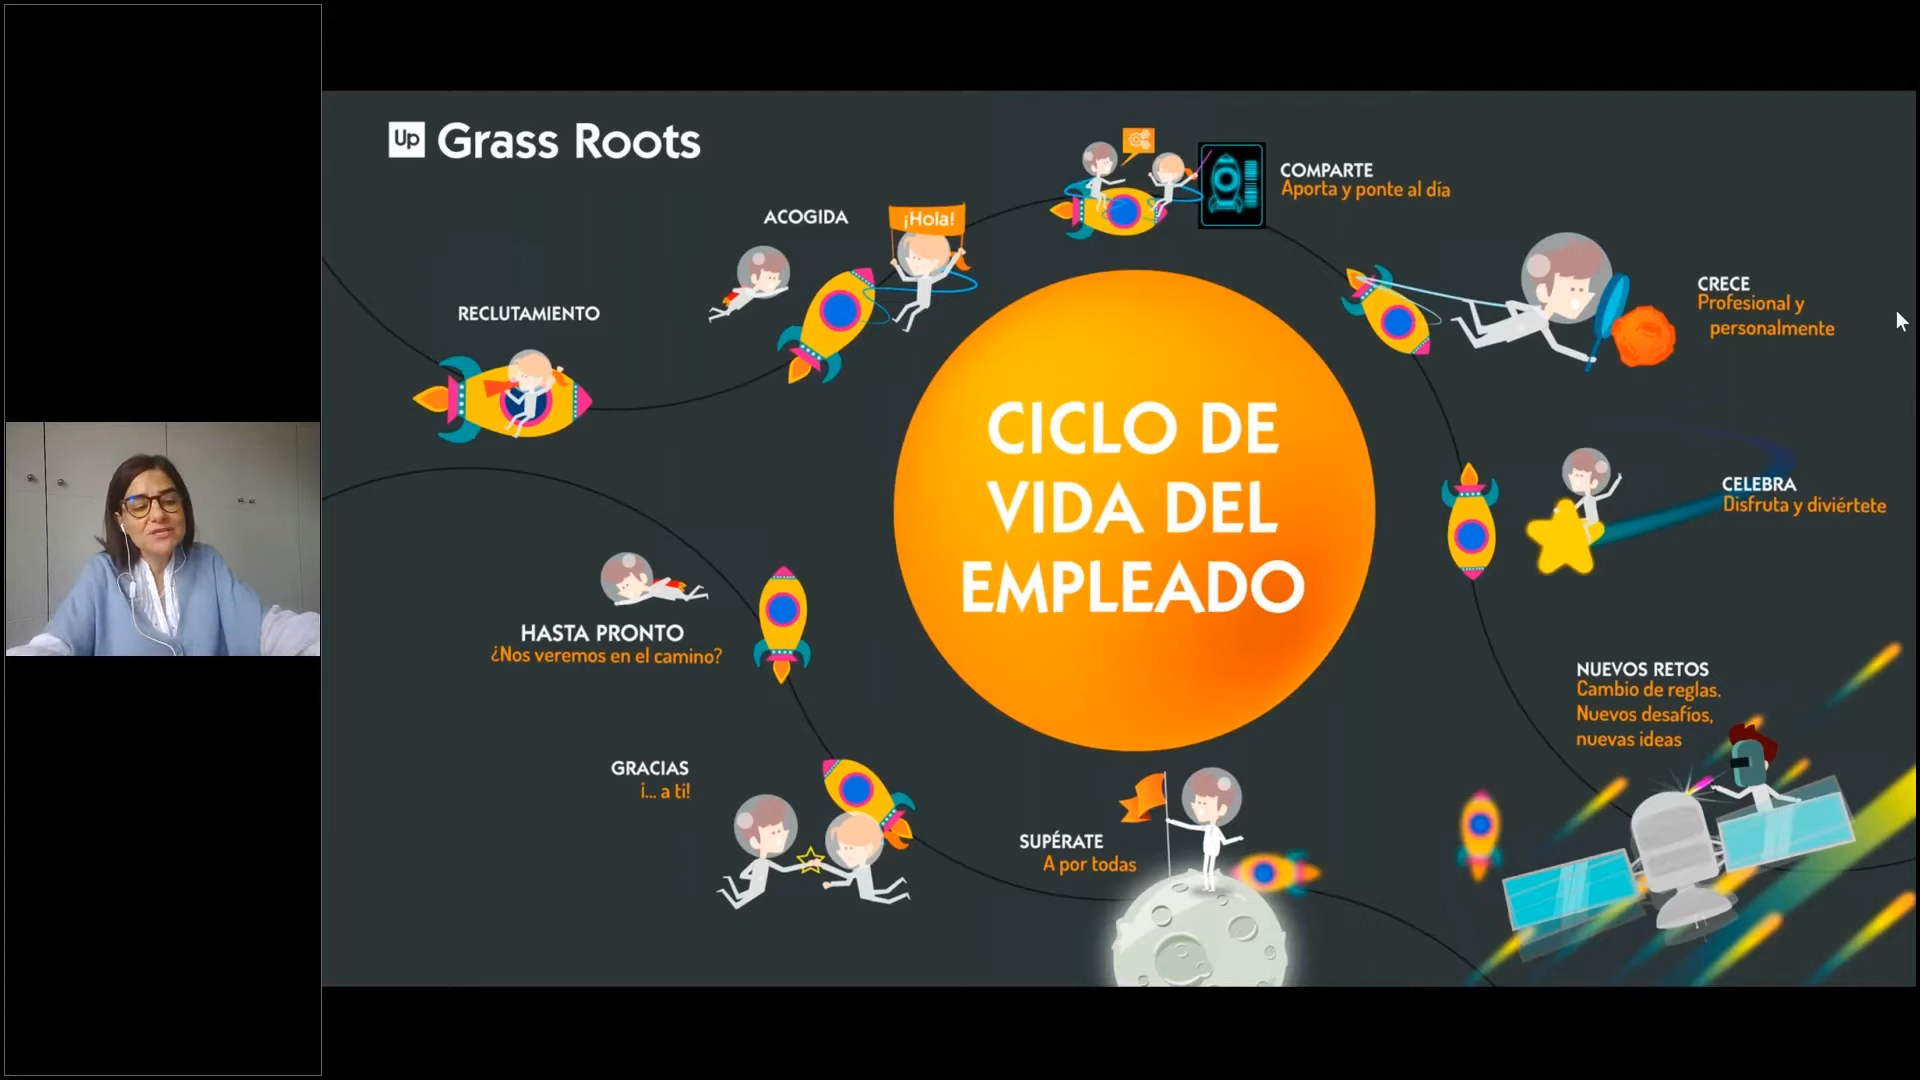 Up Grass Roots
RECLUTAMIENTO
ACOGIDA
¡Hola!
COMPARTE
Aporta y ponte al día
CRECE
Profesional y
personalmente
CELEBRA
Disfruta y diviértete
NUEVOS RETOS
Cambio de reglas.
Nuevos desafíos,
nuevas ideas
SUPÉRATE
A por todas
GRACIAS
¡... a ti!
HASTA PRONTO
¿Nos veremos en el camino?
CICLO DE
VIDA DEL
EMPLEADO